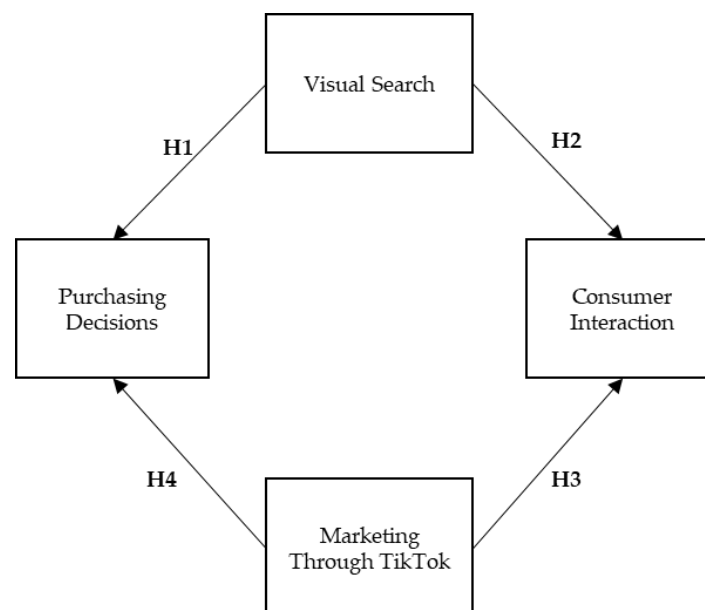 Visual Search
H1
H2
Purchasing
Decisions
Consumer
Interaction
H4
H3
Marketing
Through TikTok